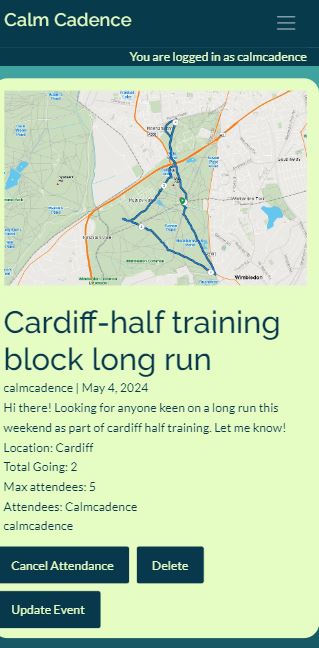 Calm Cadence
You are logged in as calmcadence
Wimbledon
Cardiff-half training
block long run
calmcadence | May 4, 2024
Hi there! Looking for anyone keen on a long run this
weekend as part of cardiff half training. Let me know!
Location: Cardiff
Total Going: 2
Max attendees: 5
Attendees: Calmcadence
calmcadence
Cancel Attendance
Delete
Update Event